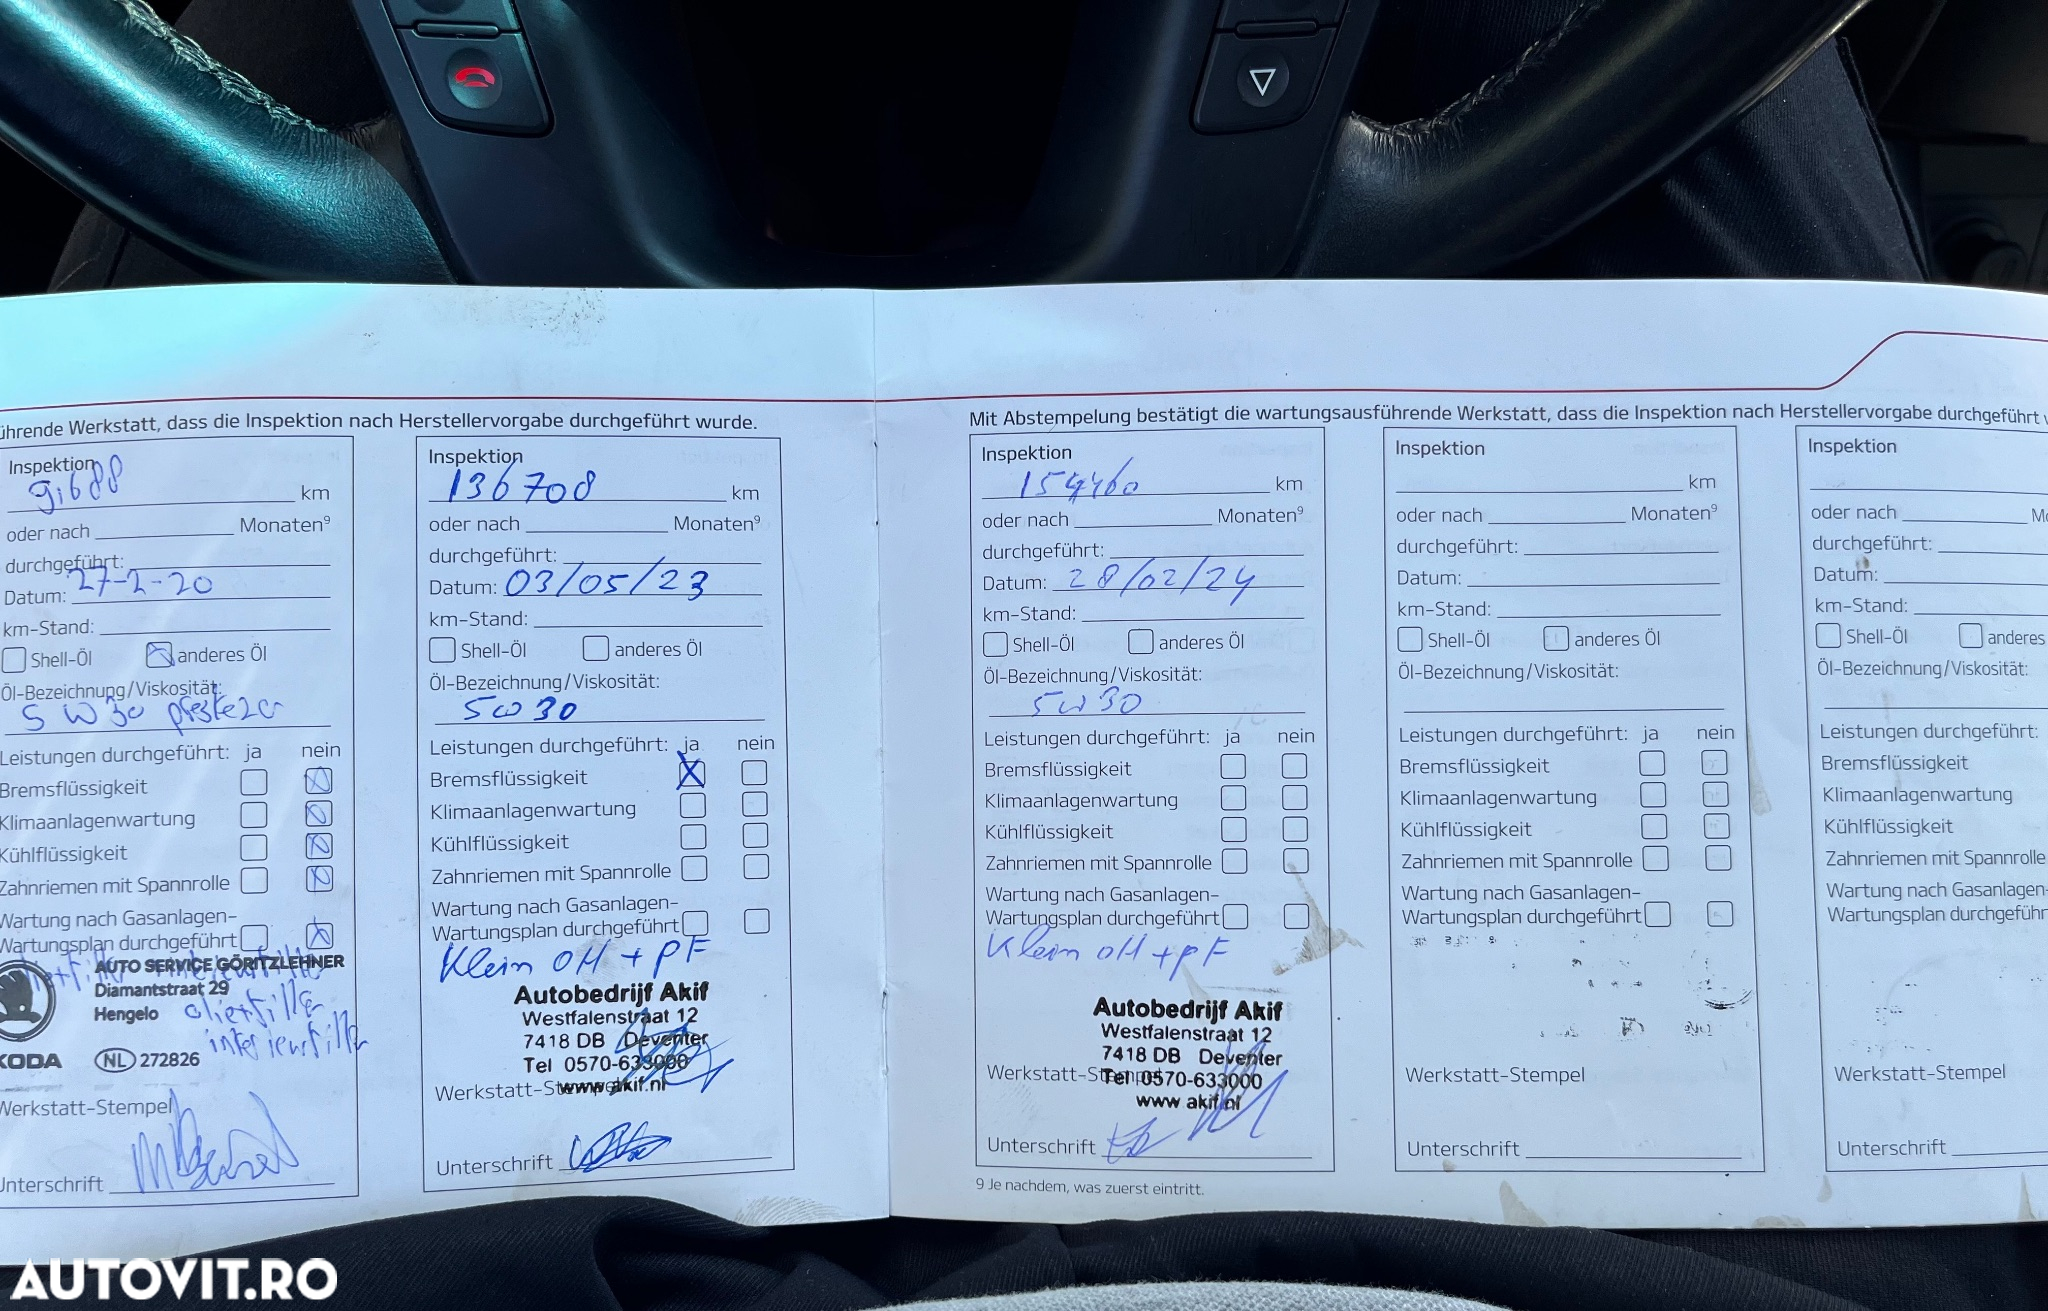 ührende Werkstatt, dass die Inspektion nach Herstellervorgabe durchgeführt wurde.
Inspektion
91688 km
oder nach Monaten⁹
durchgeführt:
Datum: 27-2-20
km-Stand:
Shell-Öl anderes Öl
Öl-Bezeichnung/Viskosität:
5W30
Leistungen durchgeführt: ja nein
Bremsflüssigkeit
Klimaanlagenwartung
Kühlflüssigkeit
Zahnriemen mit Spannrolle
Wartung nach Gasanlagen-
Wartungsplan durchgeführt
AUTO SERVICE GÖRITZLEHNER
Diamantstraat 29
Hengelo
oliefilter
interieurfilter
KODA NL 272826
Werkstatt-Stempel
Unterschrift
Inspektion
136708 km
oder nach Monaten⁹
durchgeführt:
Datum: 03/05/23
km-Stand:
Shell-Öl anderes Öl
Öl-Bezeichnung/Viskosität:
5W30
Leistungen durchgeführt: ja nein
Bremsflüssigkeit X
Klimaanlagenwartung
Kühlflüssigkeit
Zahnriemen mit Spannrolle
Wartung nach Gasanlagen-
Wartungsplan durchgeführt
Klein OH + PF
Autobedrijf Akif
Westfalenstraat 12
7418 DB Deventer
Tel 0570-633000
www.akif.nl
Werkstatt-Stempel
Unterschrift
Mit Abstempelung bestätigt die wartungsausführende Werkstatt, dass die Inspektion nach Herstellervorgabe durchgeführt
Inspektion
154460 km
oder nach Monaten⁹
durchgeführt:
Datum: 28/02/24
km-Stand:
Shell-Öl anderes Öl
Öl-Bezeichnung/Viskosität:
5W30
Leistungen durchgeführt: ja nein
Bremsflüssigkeit
Klimaanlagenwartung
Kühlflüssigkeit
Zahnriemen mit Spannrolle
Wartung nach Gasanlagen-
Wartungsplan durchgeführt
Klein OH + PF
Autobedrijf Akif
Westfalenstraat 12
7418 DB Deventer
Tel 0570-633000
www akif.nl
Werkstatt-Stempel
Unterschrift
9 Je nachdem, was zuerst eintritt.
Inspektion
km
oder nach Monaten⁹
durchgeführt:
Datum:
km-Stand:
Shell-Öl anderes Öl
Öl-Bezeichnung/Viskosität:
Leistungen durchgeführt: ja nein
Bremsflüssigkeit
Klimaanlagenwartung
Kühlflüssigkeit
Zahnriemen mit Spannrolle
Wartung nach Gasanlagen-
Wartungsplan durchgeführt
Werkstatt-Stempel
Unterschrift
Inspektion
oder nach Mo
durchgeführt:
Datum:
km-Stand:
Shell-Öl anderes
Öl-Bezeichnung/Viskosität:
Leistungen durchgeführt:
Bremsflüssigkeit
Klimaanlagenwartung
Kühlflüssigkeit
Zahnriemen mit Spannrolle
Wartung nach Gasanlagen-
Wartungsplan durchgeführ
Werkstatt-Stempel
Unterschrift
AUTOVIT.RO